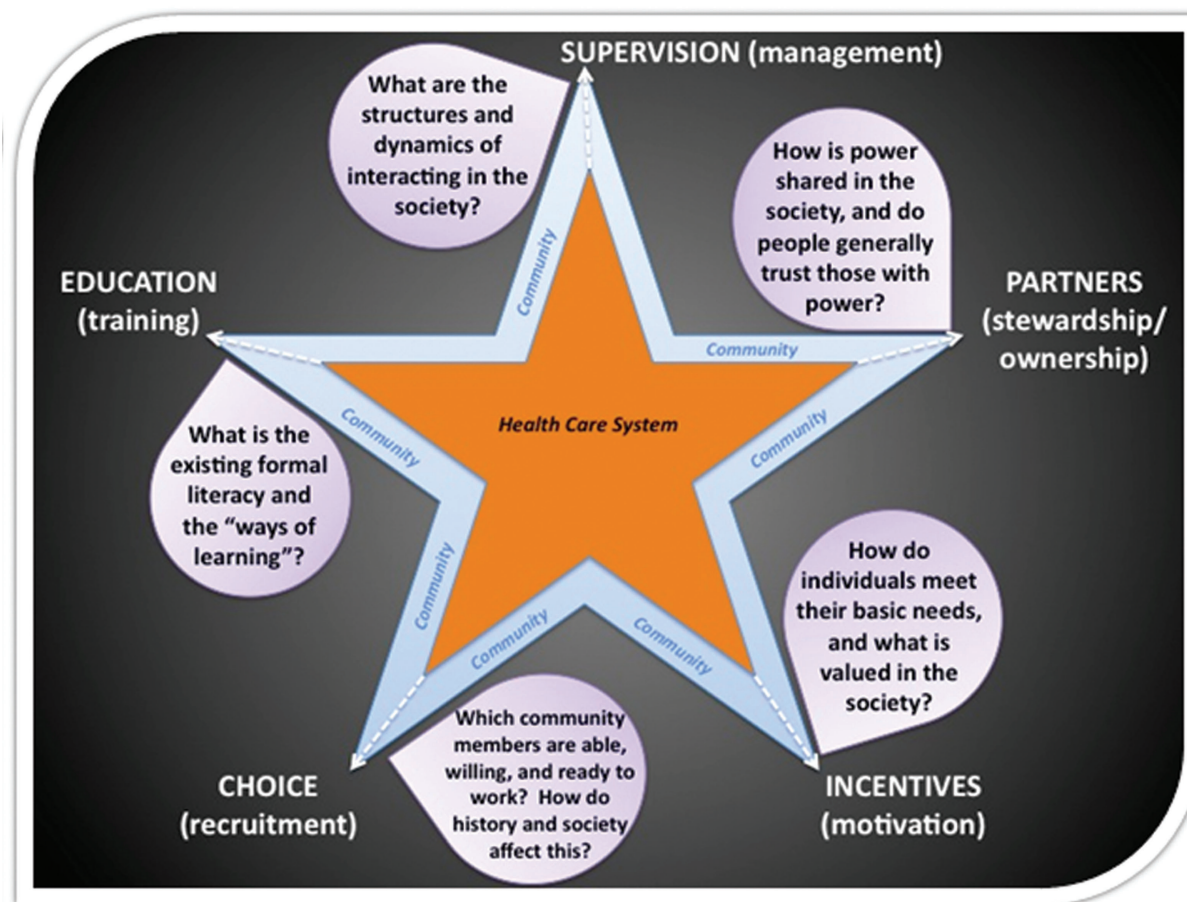 SUPERVISION (management)
What are the
structures and
dynamics of
interacting in the
society?
How is power
shared in the
society, and do
people generally
trust those with
power?
EDUCATION
(training)
PARTNERS
(stewardship/
ownership)
Community
Community
Health Care System
Community
Community
What is the
existing formal
literacy and
the “ways of
learning”?
Community
Community
Community
How do
individuals meet
their basic needs,
and what is
valued in the
society?
Which community
members are able,
willing, and ready to
work? How do
history and society
affect this?
CHOICE
(recruitment)
INCENTIVES
(motivation)